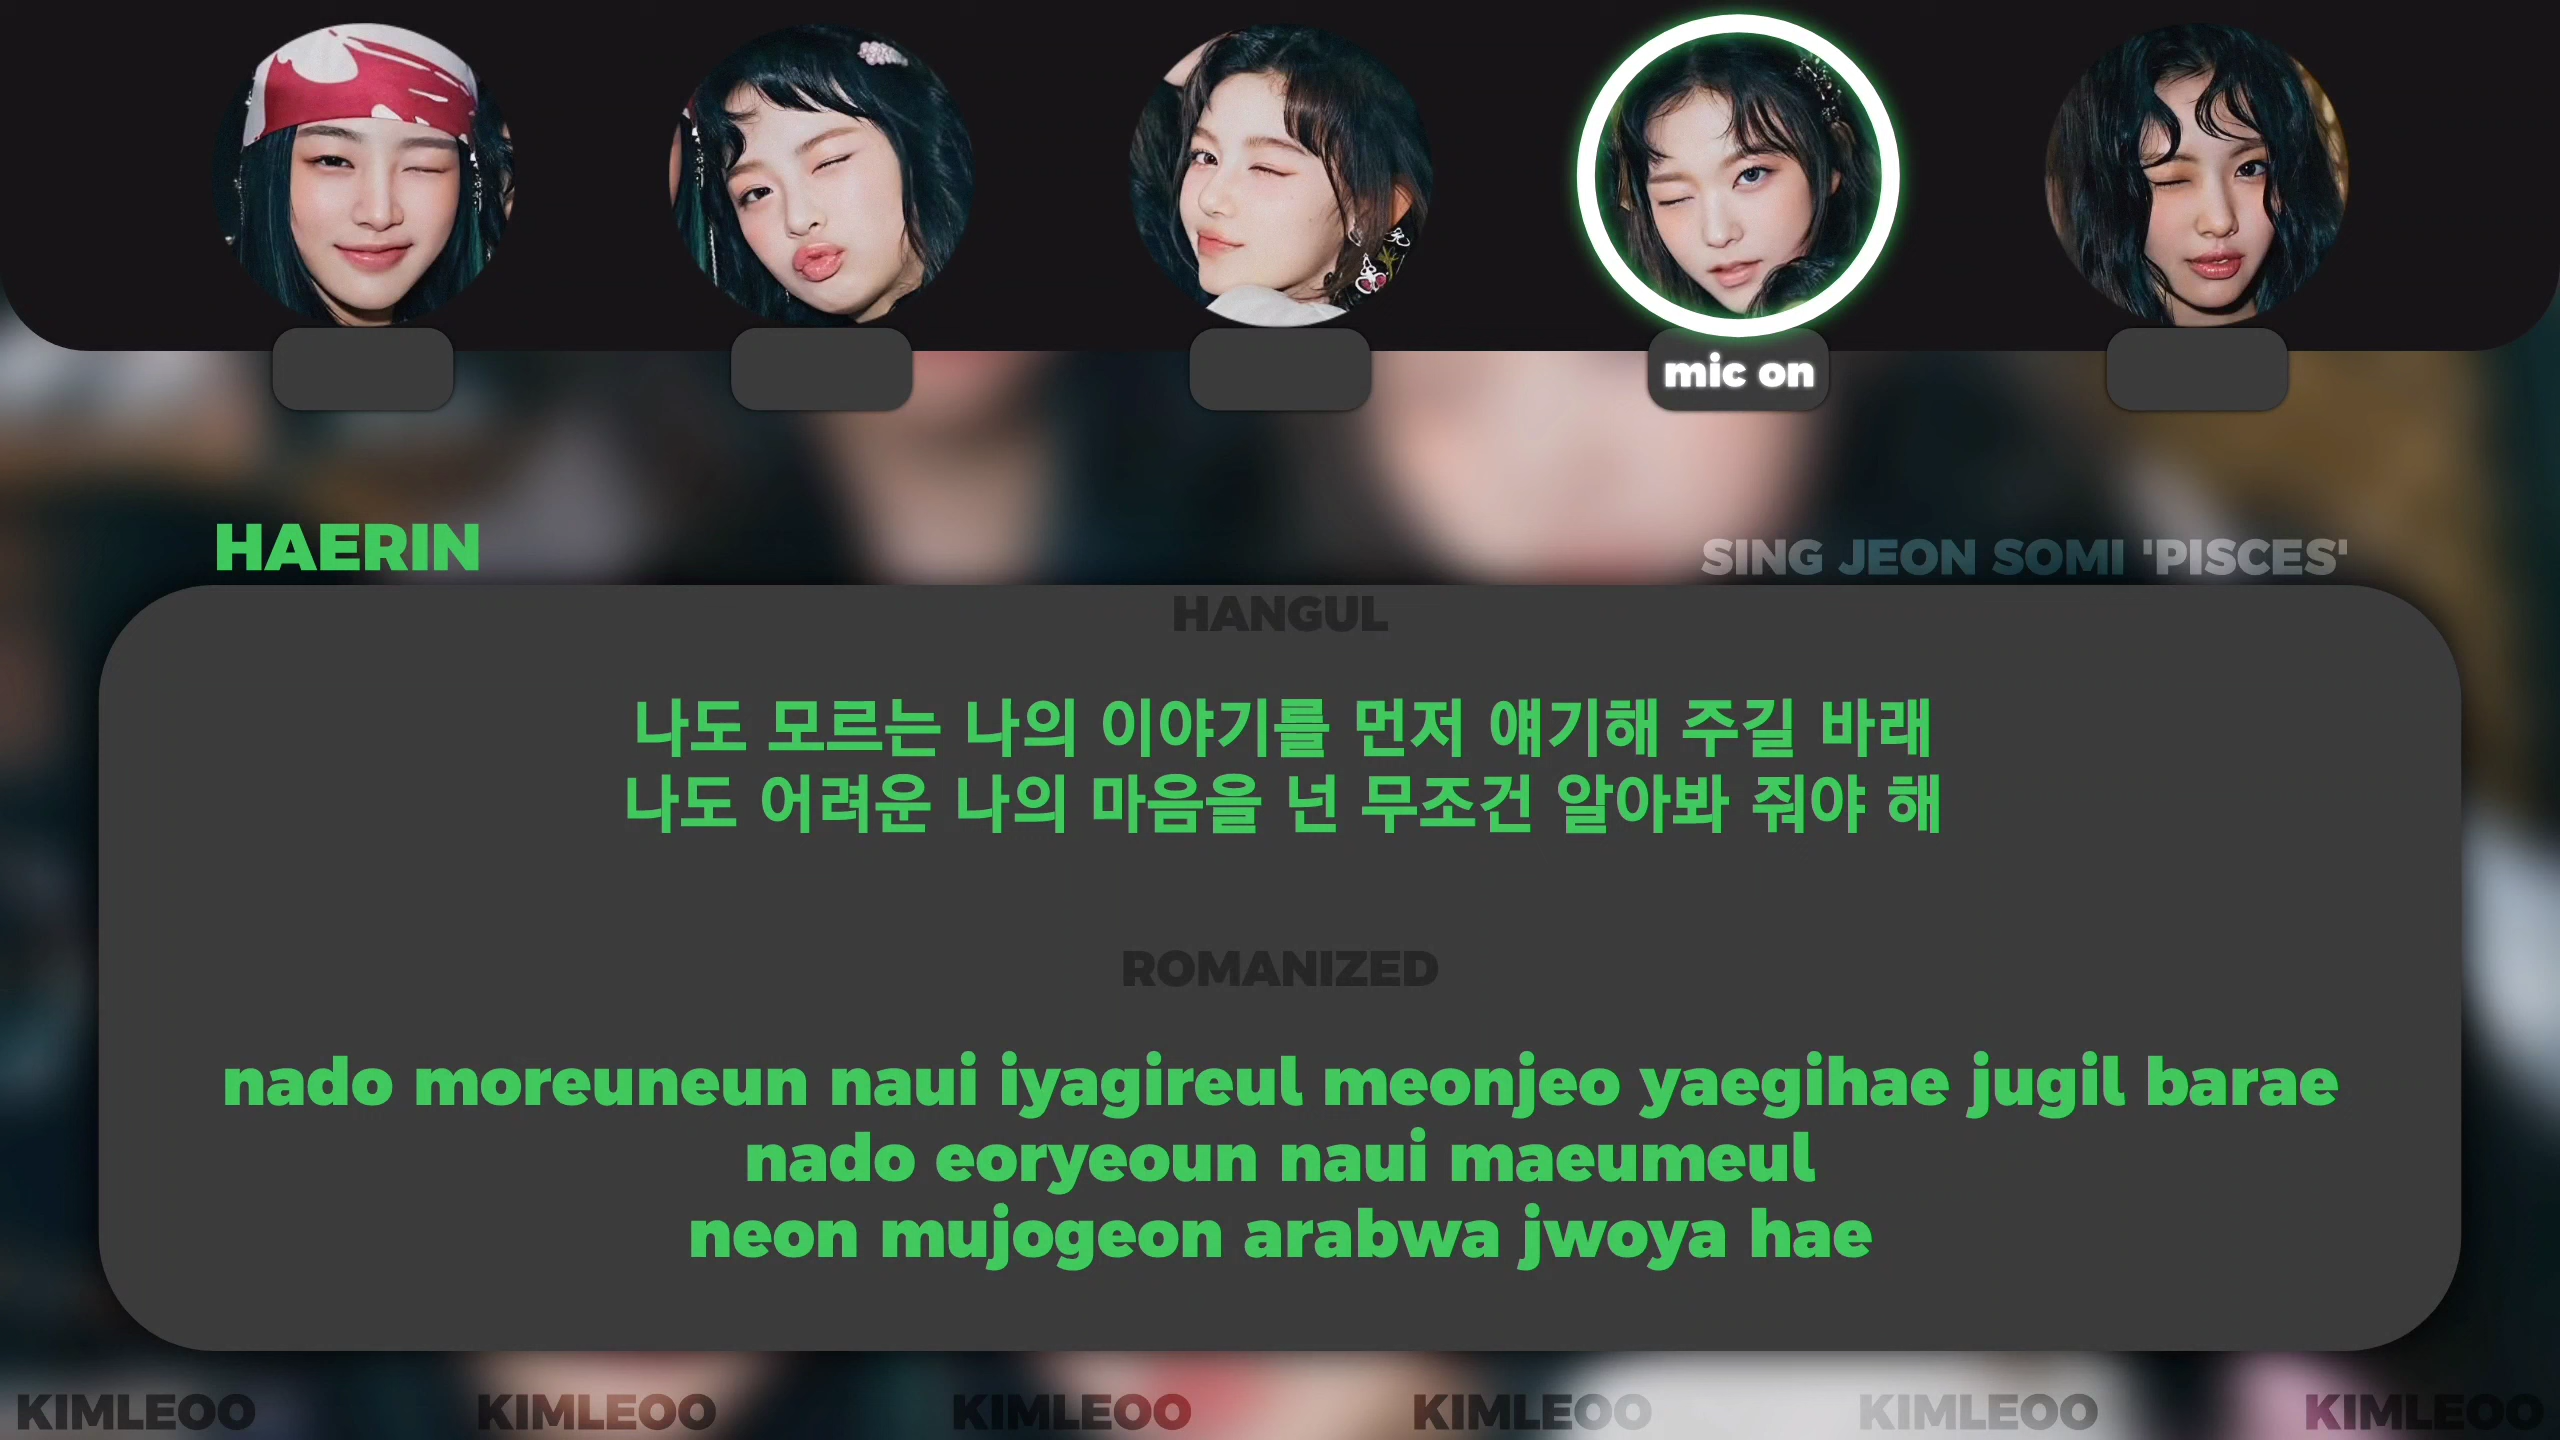 mic on
HAERIN
SING JEON SOMI 'PISCES'
HANGUL
나도 모르는 나의 이야기를 먼저 얘기해 주길 바래
나도 어려운 나의 마음을 넌 무조건 알아봐 줘야 해
ROMANIZED
nado moreuneun naui iyagireul meonjeo yaegihae jugil barae
nado eoryeoun naui maeumeul
neon mujogeon arabwa jwoya hae
KIMLEOO KIMLEOO KIMLEOO KIMLEOO KIMLEOO KIMLEOO